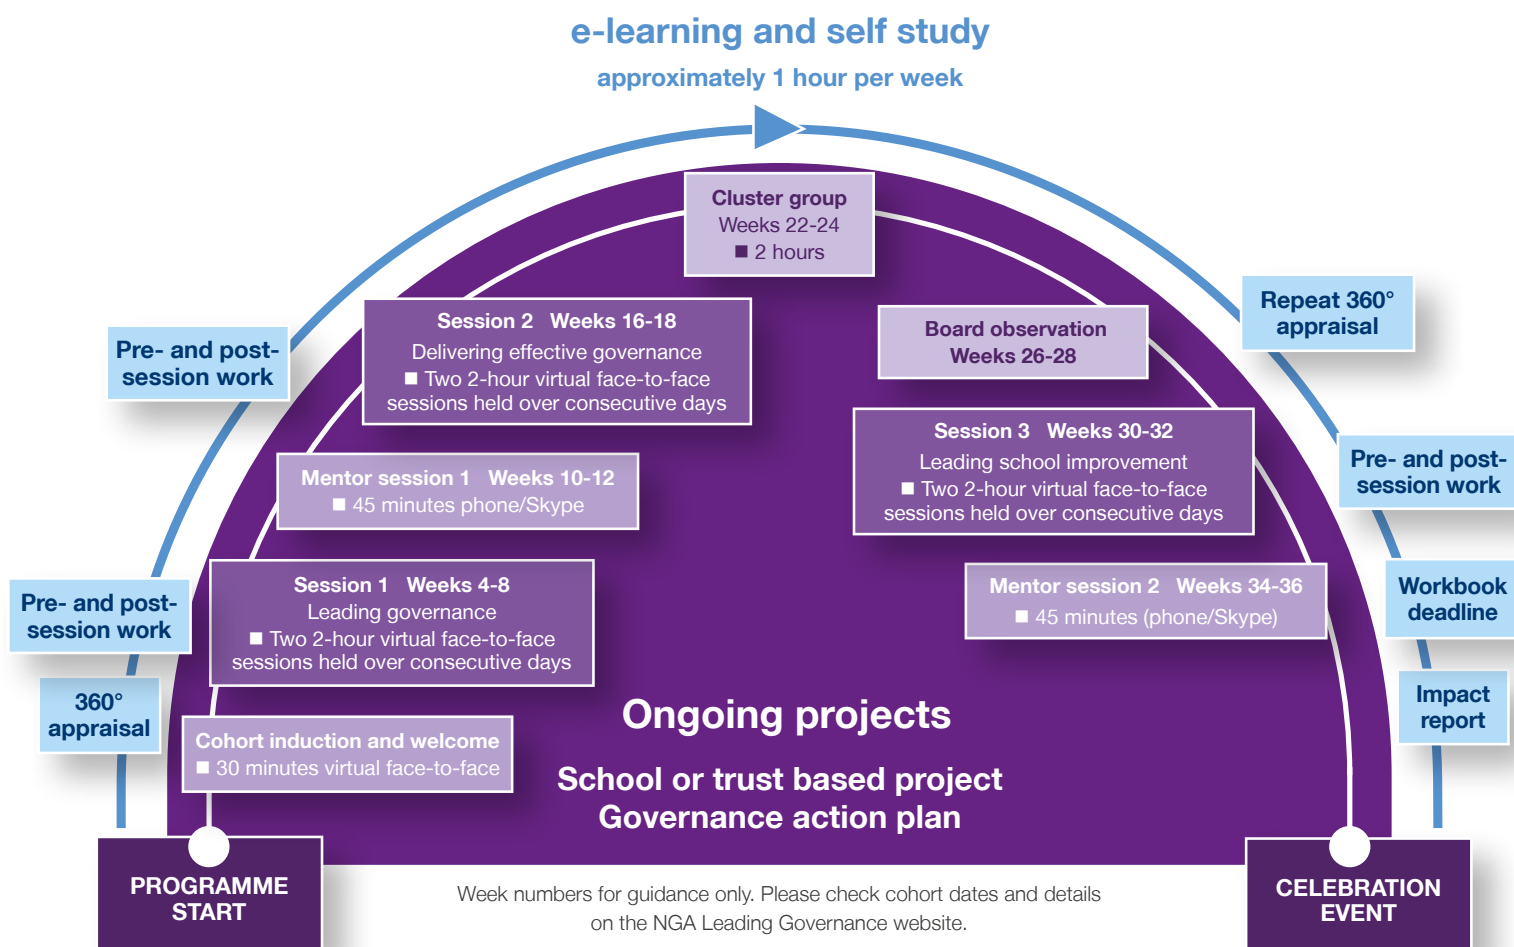 e-learning and self study
approximately 1 hour per week
Cluster group
Weeks 22-24
■ 2 hours
Session 2 Weeks 16-18
Delivering effective governance
■ Two 2-hour virtual face-to-face
sessions held over consecutive days
Board observation
Weeks 26-28
Repeat 360°
appraisal
Pre- and post-
session work
Session 3 Weeks 30-32
Leading school improvement
■ Two 2-hour virtual face-to-face
sessions held over consecutive days
Pre- and post-
session work
Mentor session 1 Weeks 10-12
■ 45 minutes phone/Skype
Session 1 Weeks 4-8
Leading governance
■ Two 2-hour virtual face-to-face
sessions held over consecutive days
Mentor session 2 Weeks 34-36
■ 45 minutes (phone/Skype)
Workbook
deadline
Pre- and post-
session work
360°
appraisal
Impact
report
Cohort induction and welcome
■ 30 minutes virtual face-to-face
Ongoing projects
School or trust based project
Governance action plan
PROGRAMME
START
Week numbers for guidance only. Please check cohort dates and details
on the NGA Leading Governance website.
CELEBRATION
EVENT